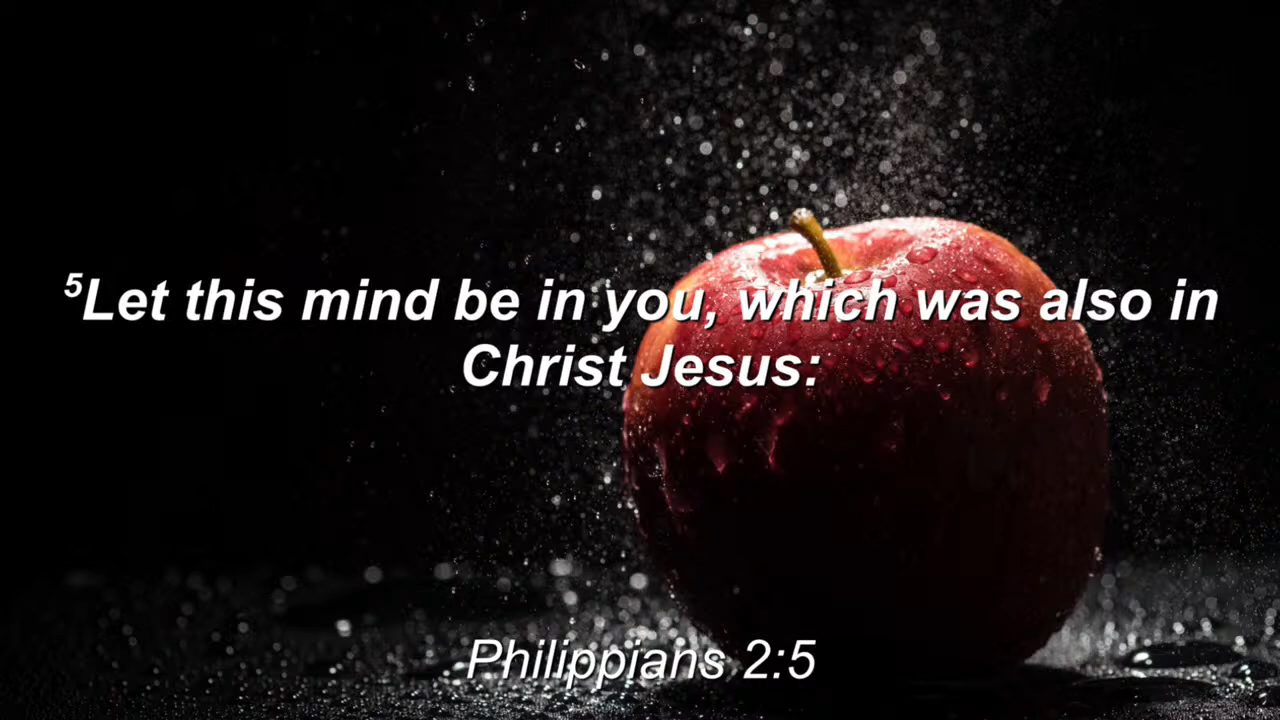 ⁵Let this mind be in you, which was also in
Christ Jesus:
Philippians 2:5